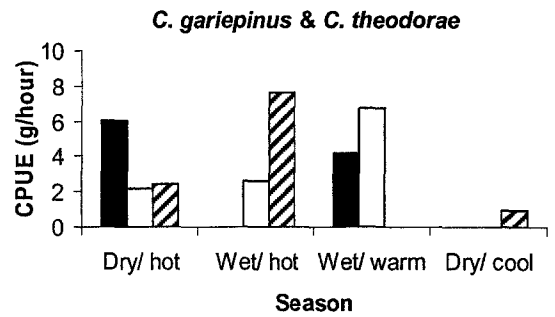 C. gariepinus & C. theodorae
10
8
6
4
2
0
CPUE (g/hour)
Dry/ hot Wet/ hot Wet/ warm Dry/ cool
Season